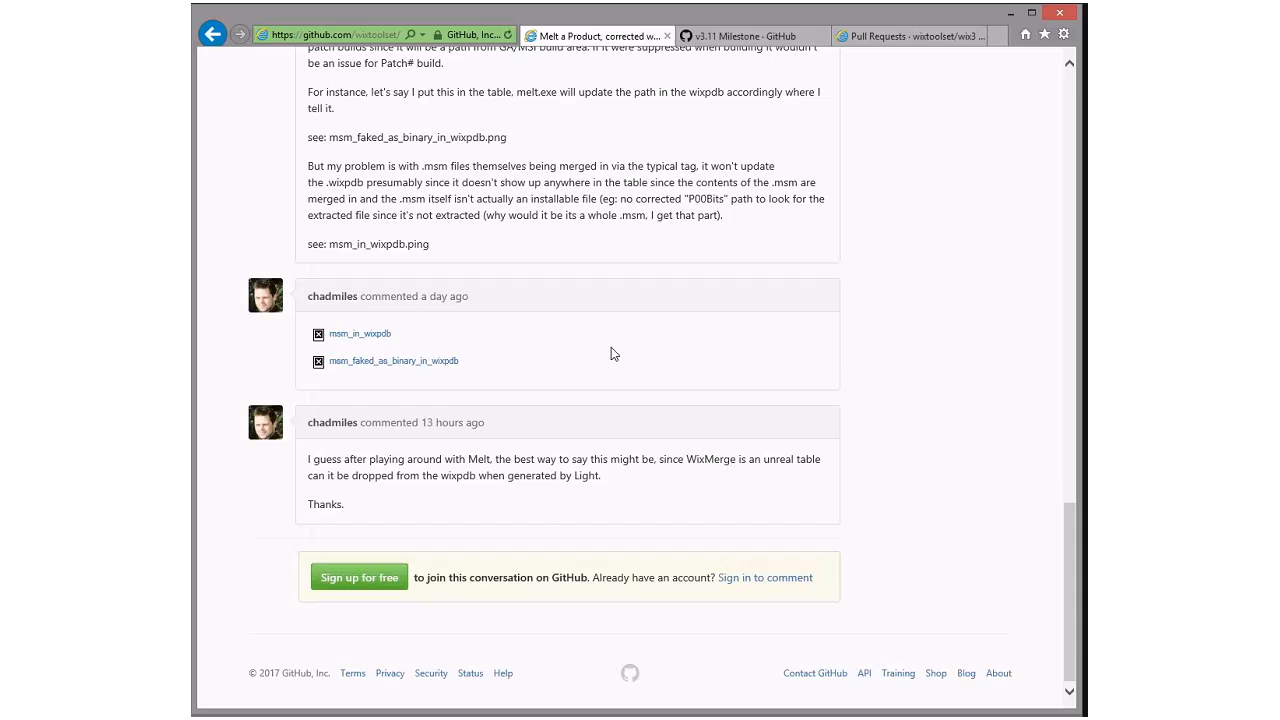 https://github.com/wixtoolset/
GitHub, Inc...
Melt a Product, corrected w...
v3.11 Milestone - GitHub
Pull Requests · wixtoolset/wix3 ...
patch builds since it will be a path from GA/MSI build area. If it were suppressed when building it wouldn't
be an issue for Patch# build.
For instance, let's say I put this in the table, melt.exe will update the path in the wixpdb accordingly where I
tell it.
see: msm_faked_as_binary_in_wixpdb.png
But my problem is with .msm files themselves being merged in via the typical tag, it won't update
the .wixpdb presumably since it doesn't show up anywhere in the table since the contents of the .msm are
merged in and the .msm itself isn't actually an installable file (eg: no corrected "P00Bits" path to look for the
extracted file since it's not extracted (why would it be its a whole .msm, I get that part).
see: msm_in_wixpdb.ping
chadmiles commented a day ago
msm_in_wixpdb
msm_faked_as_binary_in_wixpdb
chadmiles commented 13 hours ago
I guess after playing around with Melt, the best way to say this might be, since WixMerge is an unreal table
can it be dropped from the wixpdb when generated by Light.
Thanks.
Sign up for free to join this conversation on GitHub. Already have an account? Sign in to comment
© 2017 GitHub, Inc. Terms Privacy Security Status Help
Contact GitHub API Training Shop Blog About